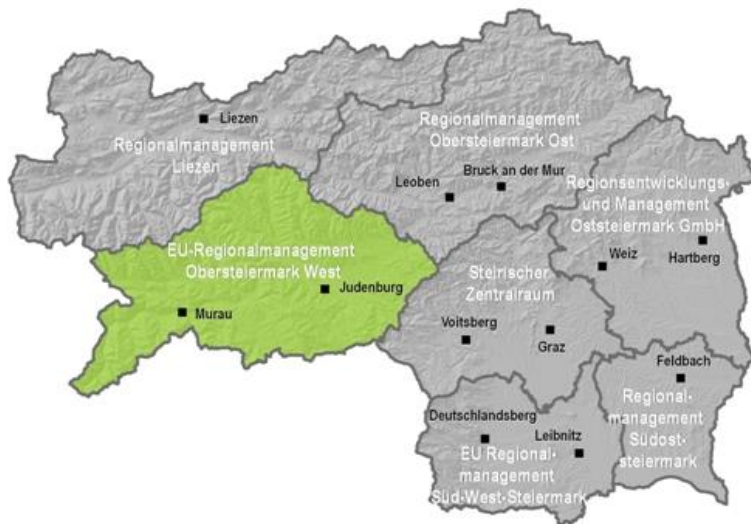 Liezen
Regionalmanagement
Liezen
Regionalmanagement
Obersteiermark Ost
Bruck an der Mur
Leoben
Regionsentwicklungs-
und Management
Oststeiermark GmbH
Hartberg
Weiz
EU-Regionalmanagement
Obersteiermark West
Judenburg
Murau
Steirischer
Zentralraum
Voitsberg
Graz
Feldbach
Regional-
management
Südost-
steiermark
Deutschlandsberg
Leibnitz
EU Regional-
management
Süd-West-Steiermark